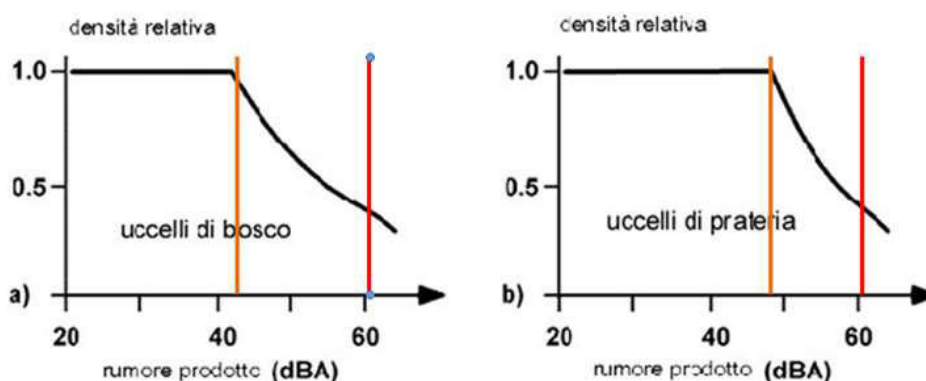 densità relativa
1.0
0.5
uccelli di bosco
a)
20
40
60
rumore prodotto (dBA)
densità relativa
1.0
0.5
uccelli di prateria
b)
20
40
60
rumore prodotto (dBA)